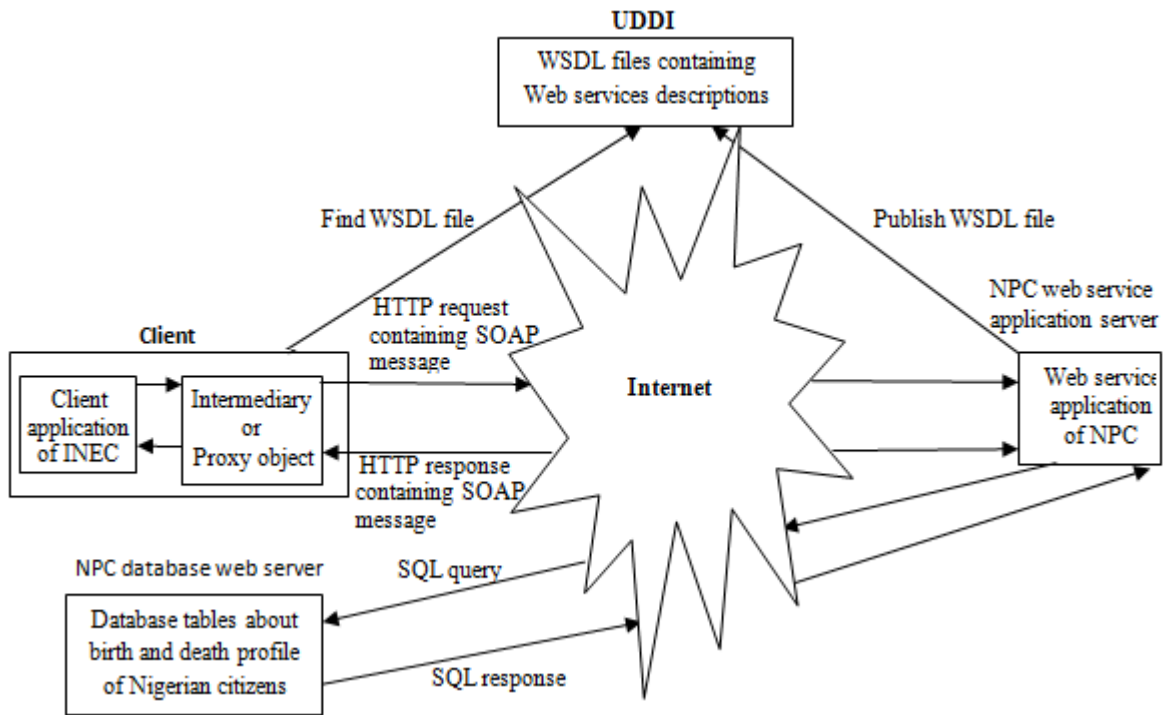 UDDI
WSDL files containing
Web services descriptions
Find WSDL file
Publish WSDL file
HTTP request
containing SOAP
message
NPC web service
application server
Client
Client
application
of INEC
Intermediary
or
Proxy object
Internet
Web service
application
of NPC
HTTP response
containing SOAP
message
NPC database web server
SQL query
Database tables about
birth and death profile
of Nigerian citizens
SQL response